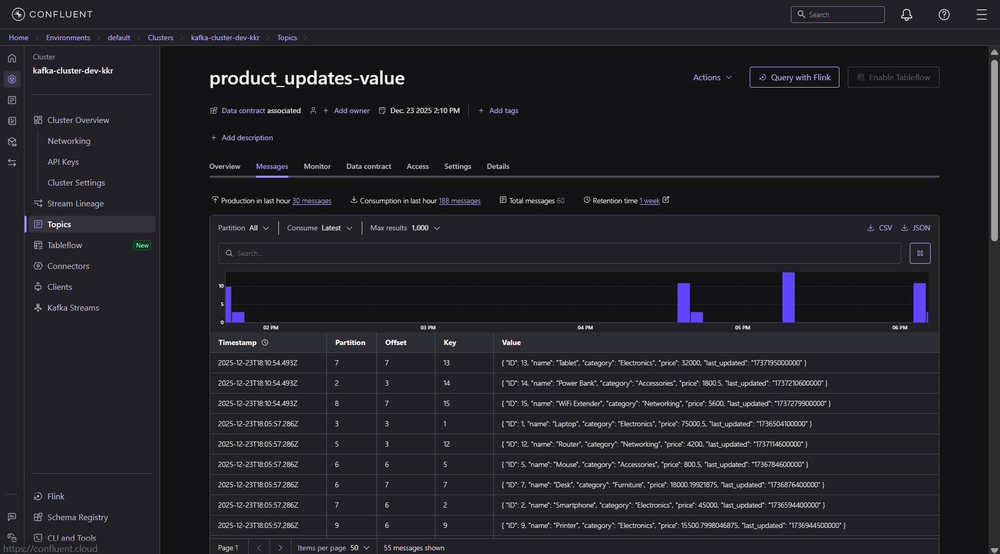 CONFLUENT
Search
Home Environments default Clusters kafka-cluster-dev-kkr Topics
Cluster
kafka-cluster-dev-kkr
Cluster Overview
Networking
API Keys
Cluster Settings
Stream Lineage
Topics
Tableflow New
Connectors
Clients
Kafka Streams
Flink
Schema Registry
CLI and Tools
https://confluent.cloud
product_updates-value
Actions Query with Flink Enable Tableflow
Data contract associated + Add owner Dec. 23 2025 2:10 PM + Add tags
+ Add description
Overview Messages Monitor Data contract Access Settings Details
Production in last hour 30 messages Consumption in last hour 188 messages Total messages 60 Retention time 1 week
Partition All Consume Latest Max results 1,000 CSV JSON
Search...
10
5
0
02 PM 03 PM 04 PM 05 PM 06 PM
Timestamp Partition Offset Key Value
2025-12-23T18:10:54.493Z 7 7 13 { "ID": 13, "name": "Tablet", "category": "Electronics", "price": 32000, "last_updated": "1737195000000" }
2025-12-23T18:10:54.493Z 2 3 14 { "ID": 14, "name": "Power Bank", "category": "Accessories", "price": 1800.5, "last_updated": "1737210600000" }
2025-12-23T18:10:54.493Z 8 7 15 { "ID": 15, "name": "WiFi Extender", "category": "Networking", "price": 5600, "last_updated": "1737279900000" }
2025-12-23T18:05:57.286Z 3 3 1 { "ID": 1, "name": "Laptop", "category": "Electronics", "price": 75000.5, "last_updated": "1736504100000" }
2025-12-23T18:05:57.286Z 5 3 12 { "ID": 12, "name": "Router", "category": "Networking", "price": 4200, "last_updated": "1737114600000" }
2025-12-23T18:05:57.286Z 6 6 5 { "ID": 5, "name": "Mouse", "category": "Accessories", "price": 800.5, "last_updated": "1736784600000" }
2025-12-23T18:05:57.286Z 6 7 7 { "ID": 7, "name": "Desk", "category": "Furniture", "price": 18000.19921875, "last_updated": "1736876400000" }
2025-12-23T18:05:57.286Z 7 6 2 { "ID": 2, "name": "Smartphone", "category": "Electronics", "price": 45000, "last_updated": "1736594400000" }
2025-12-23T18:05:57.286Z 9 6 9 { "ID": 9, "name": "Printer", "category": "Electronics", "price": 15500.7998046875, "last_updated": "1736944500000" }
Page 1 Items per page 50 55 messages shown